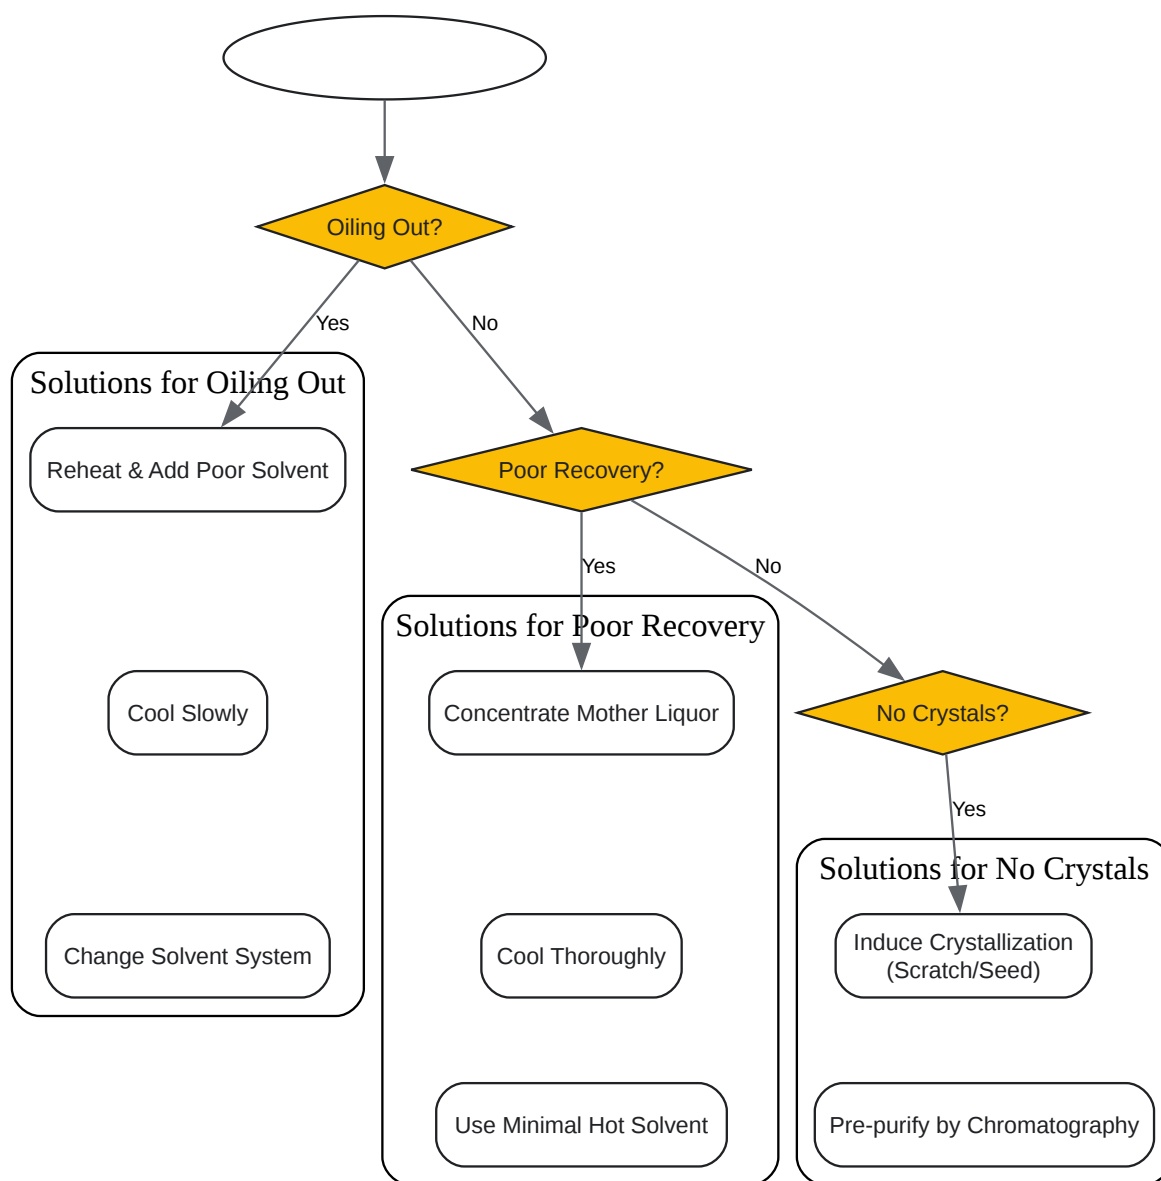 Oiling Out?
Yes
No
Solutions for Oiling Out
Reheat & Add Poor Solvent
Poor Recovery?
Yes
No
Solutions for Poor Recovery
Cool Slowly
Concentrate Mother Liquor
No Crystals?
Yes
Solutions for No Crystals
Change Solvent System
Cool Thoroughly
Induce Crystallization
(Scratch/Seed)
Use Minimal Hot Solvent
Pre-purify by Chromatography